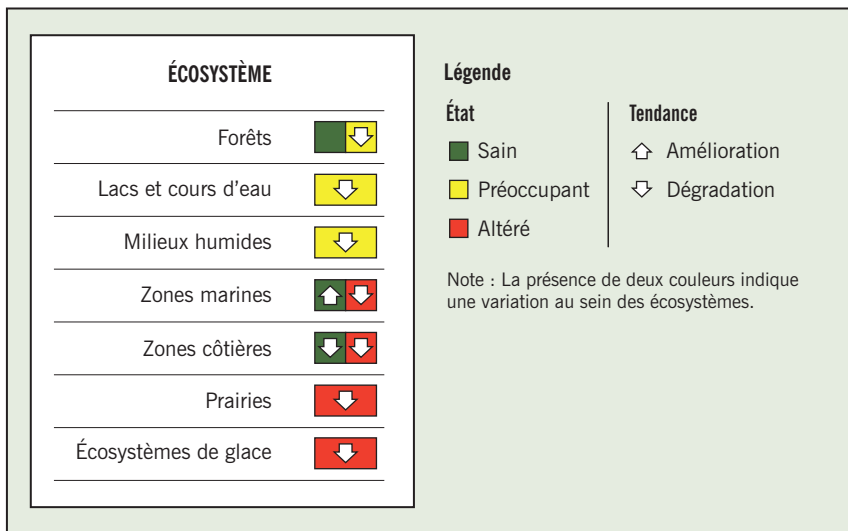 ÉCOSYSTÈME
Forêts
Lacs et cours d'eau
Milieux humides
Zones marines
Zones côtières
Prairies
Écosystèmes de glace
Légende
État
Sain
Préoccupant
Altéré
Tendance
Amélioration
Dégradation
Note : La présence de deux couleurs indique
une variation au sein des écosystèmes.